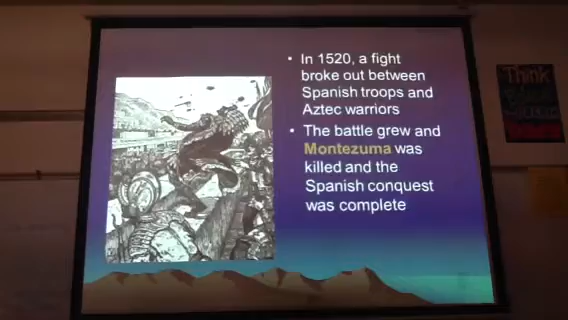 • In 1520, a fight
broke out between
Spanish troops and
Aztec warriors
• The battle grew and
Montezuma was
killed and the
Spanish conquest
was complete
Think